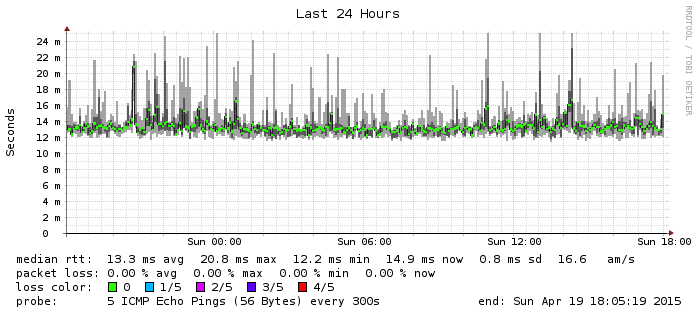 Last 24 Hours
RRDTOOL / TOBI OETIKER
Seconds
24 m
22 m
20 m
18 m
16 m
14 m
12 m
10 m
8 m
6 m
4 m
2 m
0
Sun 00:00 Sun 06:00 Sun 12:00 Sun 18:00
median rtt: 13.3 ms avg 20.8 ms max 12.2 ms min 14.9 ms now 0.8 ms sd 16.6 am/s
packet loss: 0.00 % avg 0.00 % max 0.00 % min 0.00 % now
loss color: 0 1/5 2/5 3/5 4/5
probe: 5 ICMP Echo Pings (56 Bytes) every 300s end: Sun Apr 19 18:05:19 2015